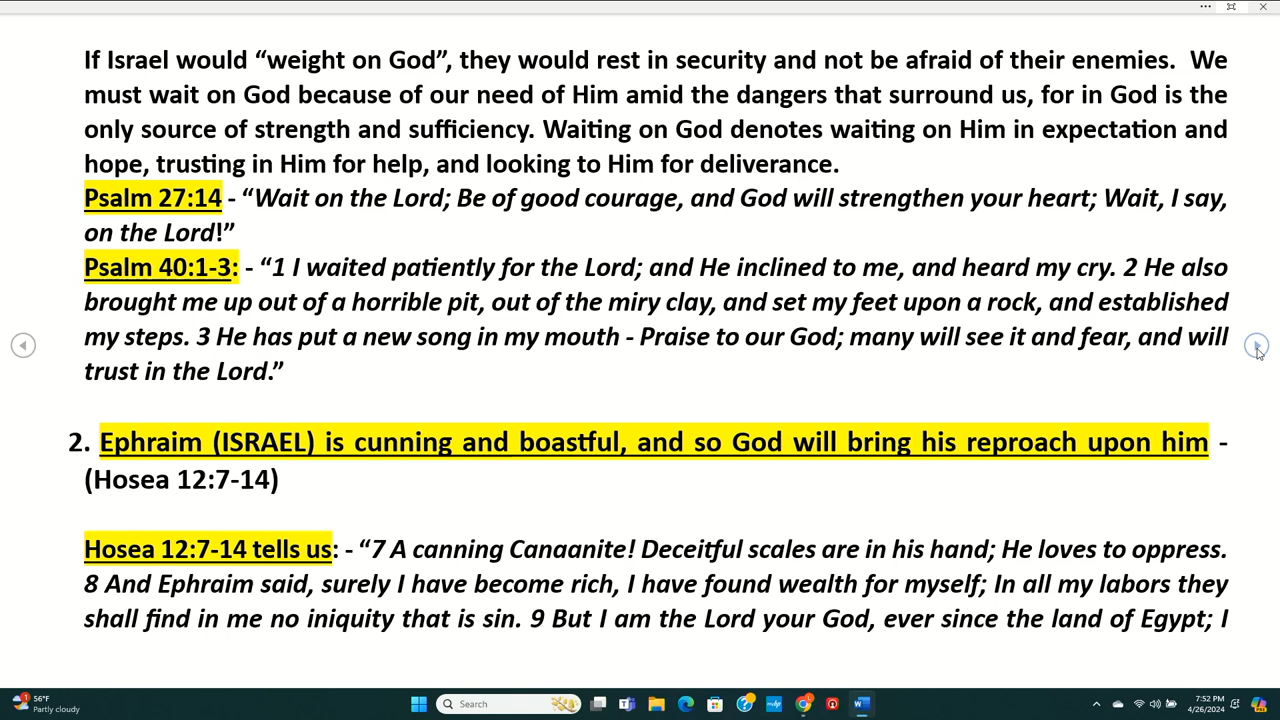 If Israel would “weight on God”, they would rest in security and not be afraid of their enemies. We
must wait on God because of our need of Him amid the dangers that surround us, for in God is the
only source of strength and sufficiency. Waiting on God denotes waiting on Him in expectation and
hope, trusting in Him for help, and looking to Him for deliverance.
Psalm 27:14 - “Wait on the Lord; Be of good courage, and God will strengthen your heart; Wait, I say,
on the Lord!”
Psalm 40:1-3: - “1 I waited patiently for the Lord; and He inclined to me, and heard my cry. 2 He also
brought me up out of a horrible pit, out of the miry clay, and set my feet upon a rock, and established
my steps. 3 He has put a new song in my mouth - Praise to our God; many will see it and fear, and will
trust in the Lord.”
2. Ephraim (ISRAEL) is cunning and boastful, and so God will bring his reproach upon him -
(Hosea 12:7-14)
Hosea 12:7-14 tells us: - “7 A canning Canaanite! Deceitful scales are in his hand; He loves to oppress.
8 And Ephraim said, surely I have become rich, I have found wealth for myself; In all my labors they
shall find in me no iniquity that is sin. 9 But I am the Lord your God, ever since the land of Egypt; I
1
56°F
Partly cloudy
Search
7:52 PM
4/26/2024